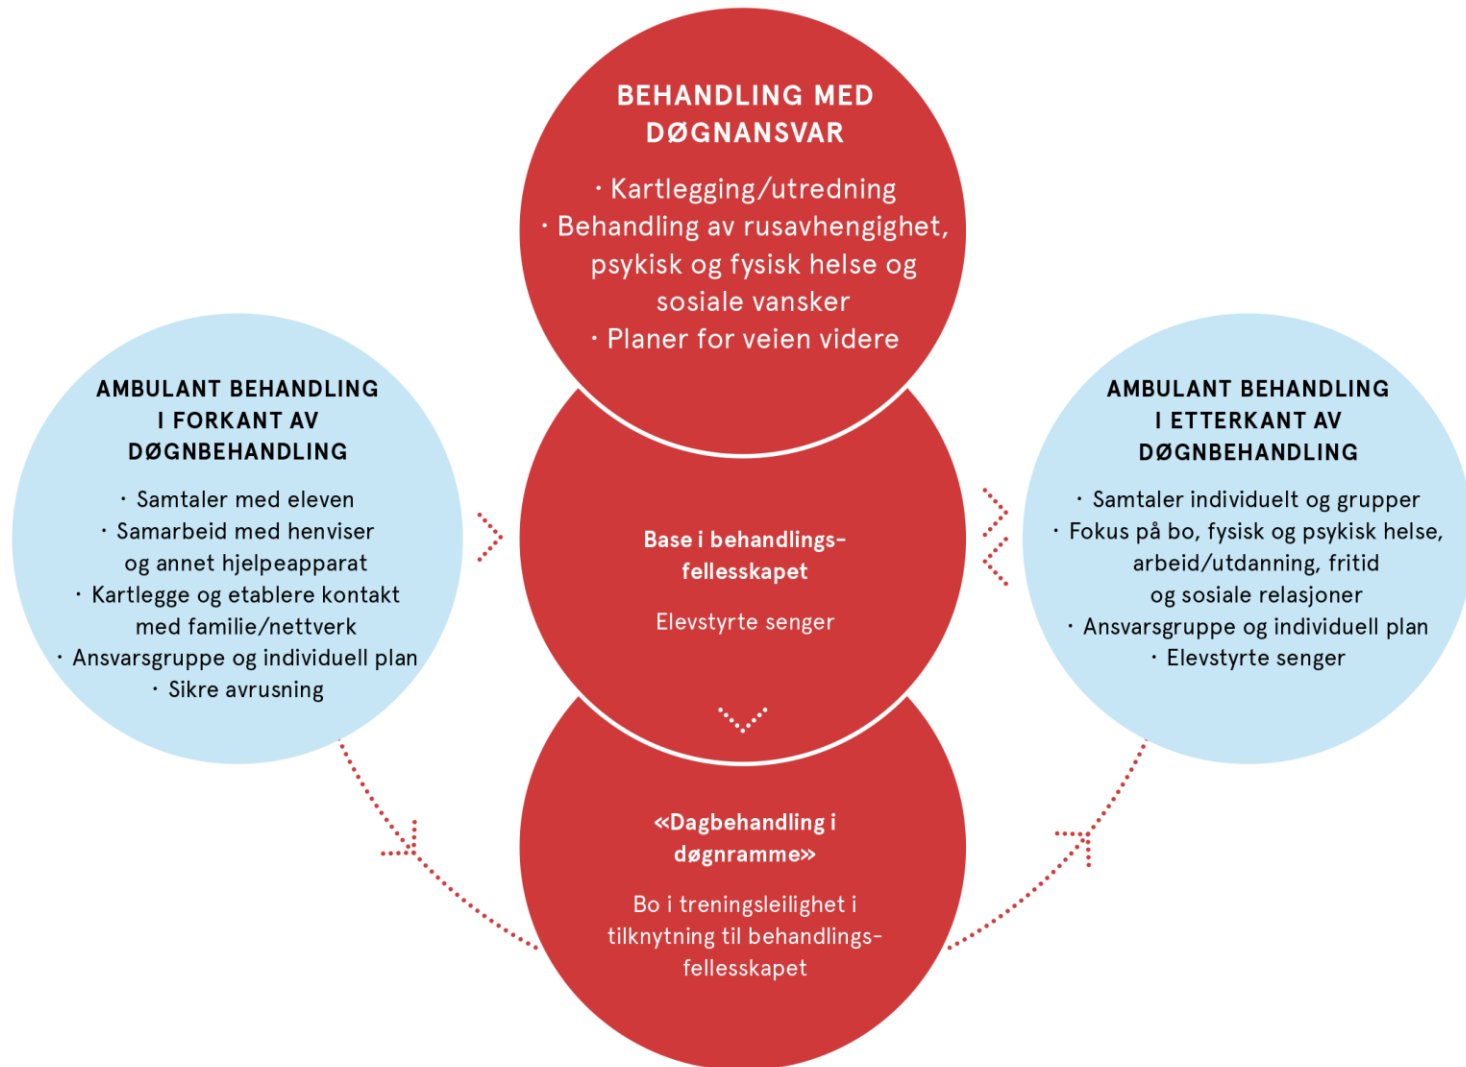 BEHANDLING MED
DØGNANSVAR
· Kartlegging/utredning
· Behandling av rusavhengighet,
psykisk og fysisk helse og
sosiale vansker
· Planer for veien videre
AMBULANT BEHANDLING
I FORKANT AV
DØGNBEHANDLING
· Samtaler med eleven
· Samarbeid med henviser
og annet hjelpeapparat
· Kartlegge og etablere kontakt
med familie/nettverk
· Ansvarsgruppe og individuell plan
· Sikre avrusning
Base i behandlings-
fellesskapet
Elevstyrte senger
AMBULANT BEHANDLING
I ETTERKANT AV
DØGNBEHANDLING
· Samtaler individuelt og grupper
· Fokus på bo, fysisk og psykisk helse,
arbeid/utdanning, fritid
og sosiale relasjoner
· Ansvarsgruppe og individuell plan
· Elevstyrte senger
«Dagbehandling i
døgnramme»
Bo i treningsleilighet i
tilknytning til behandlings-
fellesskapet